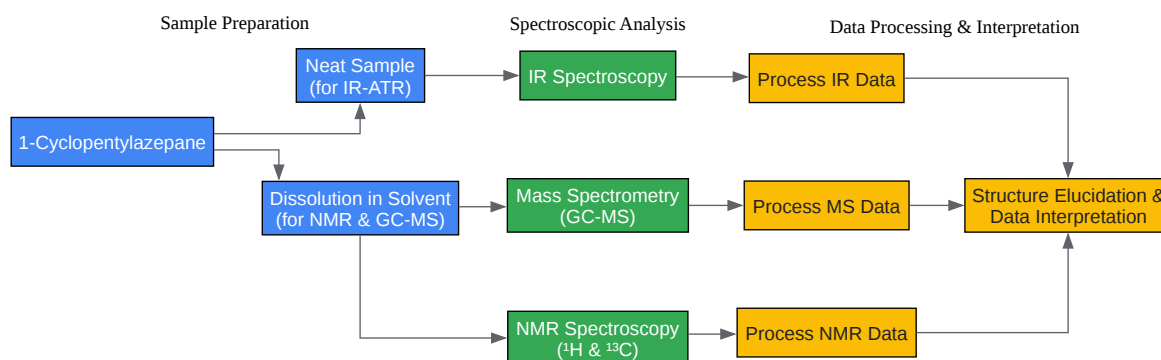 Sample Preparation
Spectroscopic Analysis
Data Processing & Interpretation
Neat Sample
(for IR-ATR)
IR Spectroscopy
Process IR Data
1-Cyclopentylazepane
Dissolution in Solvent
(for NMR & GC-MS)
Mass Spectrometry
(GC-MS)
Process MS Data
Structure Elucidation &
Data Interpretation
NMR Spectroscopy
(¹H & ¹³C)
Process NMR Data